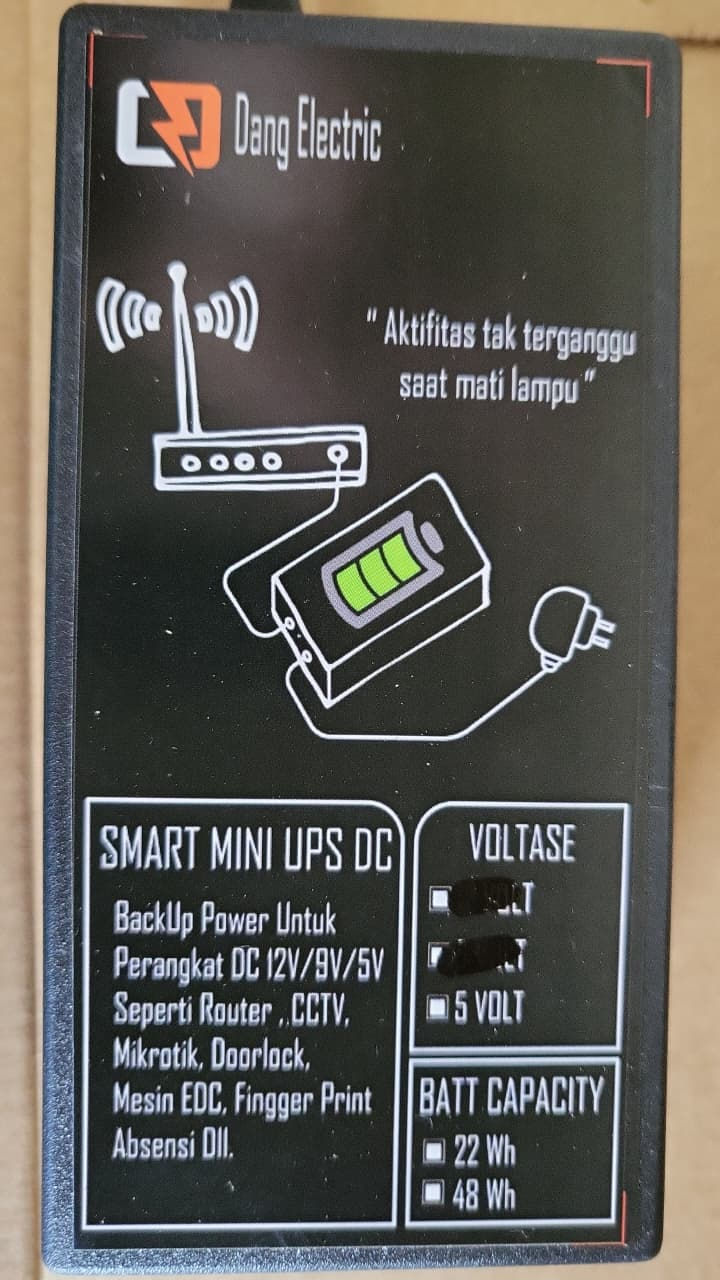 Dang Electric
" Aktifitas tak terganggu
saat mati lampu "
SMART MINI UPS DC
BackUp Power Untuk
Perangkat DC 12V/9V/5V
Seperti Router , CCTV,
Mikrotik, Doorlock,
Mesin EDC, Fingger Print
Absensi Dll.
VOLTASE
5 VOLT
BATT CAPACITY
22 Wh
48 Wh